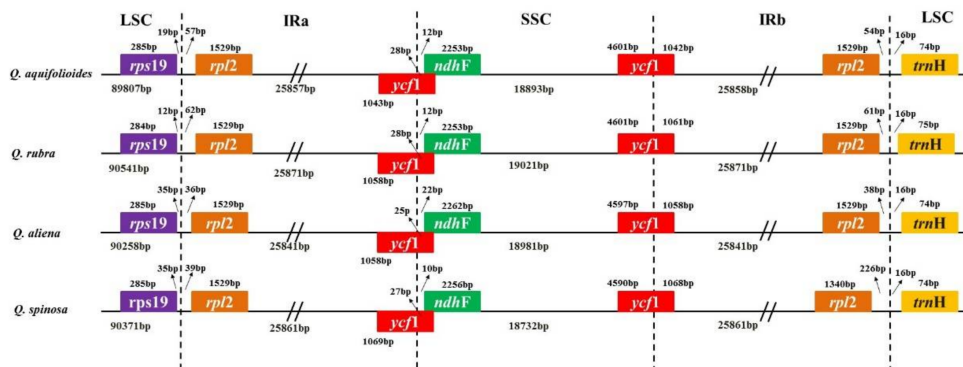 LSC IRa SSC IRb LSC
19bp 57bp 12bp 54bp 16bp
285bp 1529bp 28bp 2253bp 4601bp 1042bp 1529bp 74bp
Q. aquifolioides rps19 rpl2 ycf1 ndhF ycf1 rpl2 trnH
89807bp 25857bp 1043bp 18893bp 25858bp
12bp 62bp 12bp 61bp 16bp
284bp 1529bp 28bp 2253bp 4601bp 1061bp 1529bp 75bp
Q. rubra rps19 rpl2 ycf1 ndhF ycf1 rpl2 trnH
90541bp 25871bp 1058bp 19021bp 25871bp
35bp 36bp 22bp 38bp 16bp
285bp 1529bp 25p 2262bp 4597bp 1058bp 1529bp 74bp
Q. aliena rps19 rpl2 ycf1 ndhF ycf1 rpl2 trnH
90258bp 25841bp 1058bp 18981bp 25841bp
35bp 39bp 10bp 226bp 16bp
285bp 1529bp 27bp 2256bp 4590bp 1068bp 1340bp 74bp
Q. spinosa rps19 rpl2 ycf1 ndhF ycf1 rpl2 trnH
90371bp 25861bp 1069bp 18732bp 25861bp